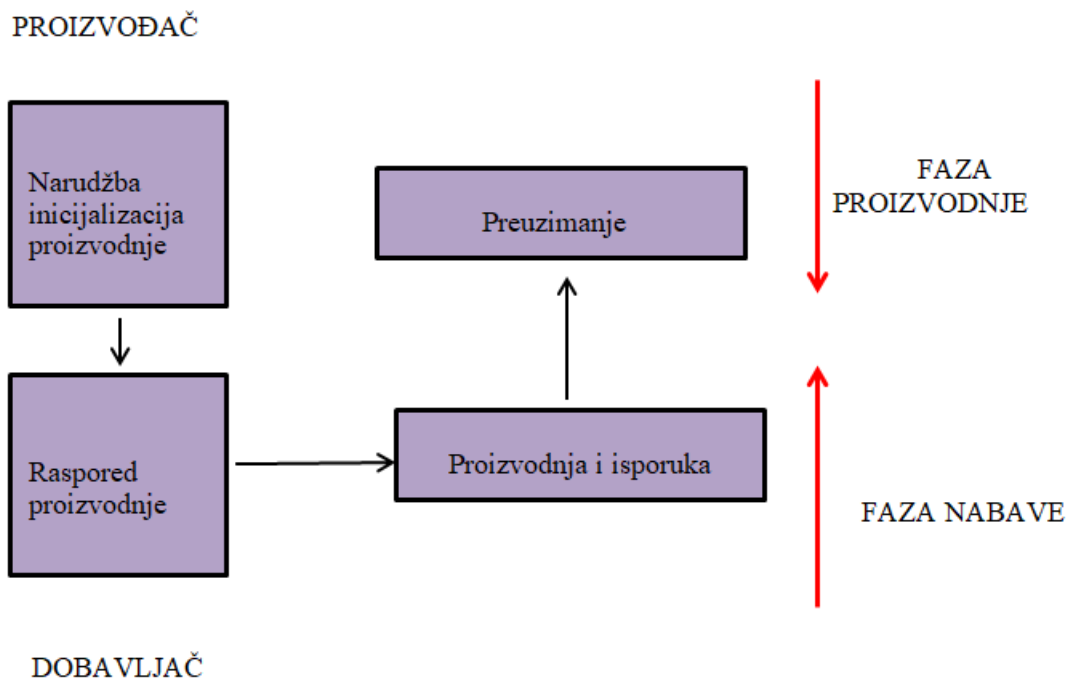 PROIZVOĐAČ
Narudžba
inicijalizacija
proizvodnje
Preuzimanje
FAZA
PROIZVODNJE
Raspored
proizvodnje
Proizvodnja i isporuka
FAZA NABAVE
DOBAVLJAČ